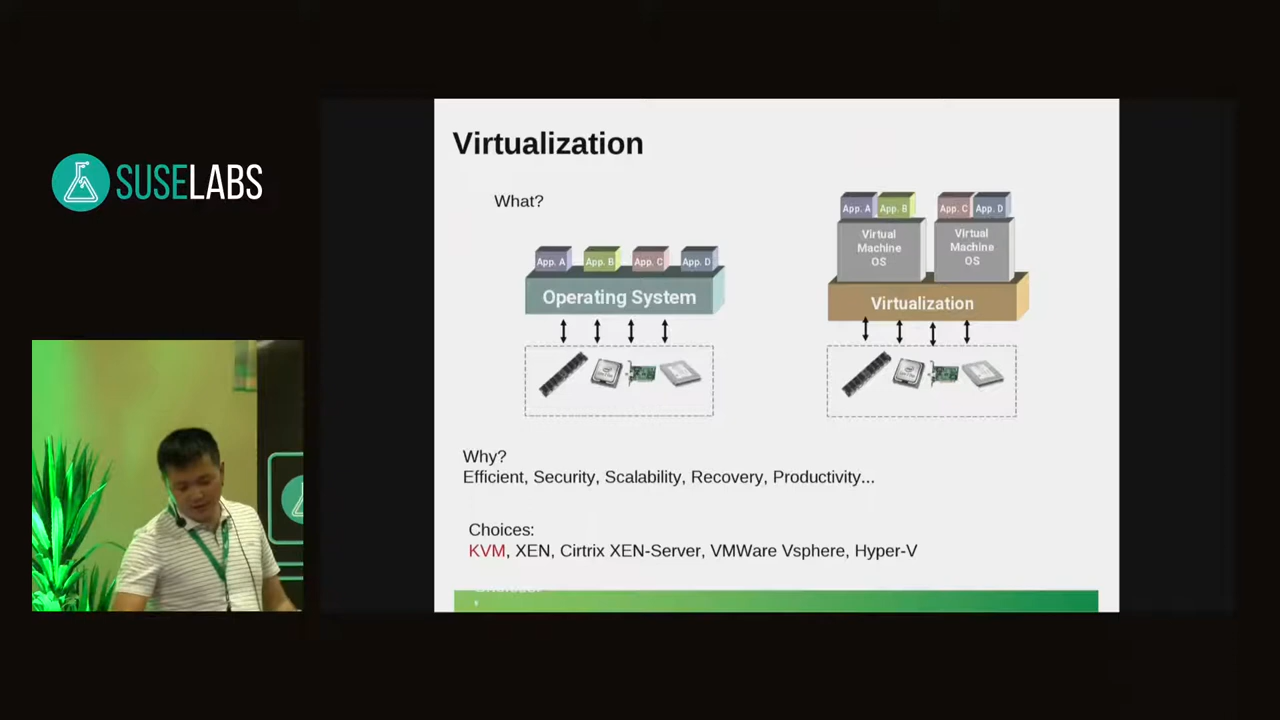 SUSELABS
Virtualization
What?
App. A
App. B
App. C
App. D
Operating System
App. A
App. B
App. C
App. D
Virtual
Machine
OS
Virtual
Machine
OS
Virtualization
Why?
Efficient, Security, Scalability, Recovery, Productivity...
Choices:
KVM, XEN, Cirtrix XEN-Server, VMWare Vsphere, Hyper-V